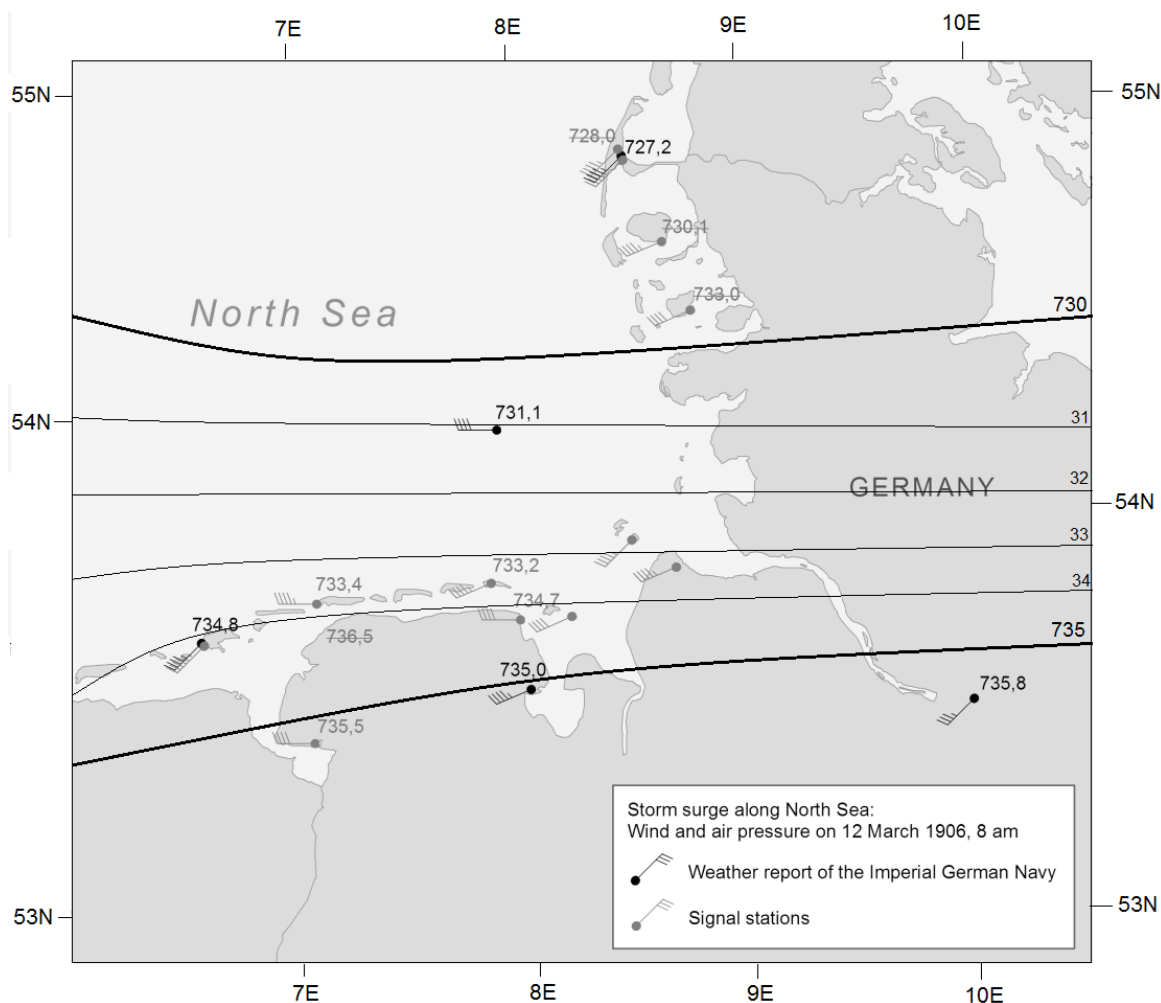 7E 8E 9E 10E
55N 55N
728,0
727,2
730,1
733,0
North Sea
730
54N
731,1
31
32
GERMANY
54N
33
733,2
34
733,4
734,7
734,8
736,5
735
735,0
735,8
735,5
Storm surge along North Sea:
Wind and air pressure on 12 March 1906, 8 am
Weather report of the Imperial German Navy
Signal stations
53N 53N
7E 8E 9E 10E